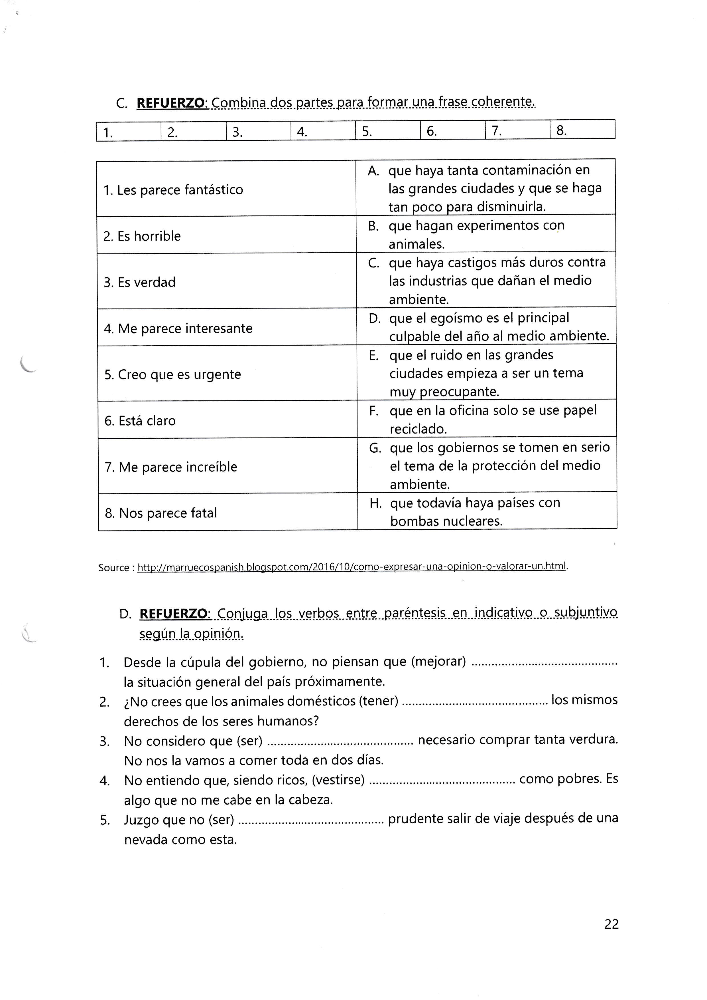 C. REFUERZO: Combina dos partes para formar una frase coherente.
1. 2. 3. 4. 5. 6. 7. 8.
1. Les parece fantástico
A. que haya tanta contaminación en
las grandes ciudades y que se haga
tan poco para disminuirla.
2. Es horrible
B. que hagan experimentos con
animales.
3. Es verdad
C. que haya castigos más duros contra
las industrias que dañan el medio
ambiente.
4. Me parece interesante
D. que el egoísmo es el principal
culpable del año al medio ambiente.
5. Creo que es urgente
E. que el ruido en las grandes
ciudades empieza a ser un tema
muy preocupante.
6. Está claro
F. que en la oficina solo se use papel
reciclado.
7. Me parece increíble
G. que los gobiernos se tomen en serio
el tema de la protección del medio
ambiente.
8. Nos parece fatal
H. que todavía haya países con
bombas nucleares.
Source : http://marruecospanish.blogspot.com/2016/10/como-expresar-una-opinion-o-valorar-un.html.
D. REFUERZO: Conjuga los verbos entre paréntesis en indicativo o subjuntivo
según la opinión.
1. Desde la cúpula del gobierno, no piensan que (mejorar) ............................................
la situación general del país próximamente.
2. ¿No crees que los animales domésticos (tener) ............................................ los mismos
derechos de los seres humanos?
3. No considero que (ser) ............................................ necesario comprar tanta verdura.
No nos la vamos a comer toda en dos días.
4. No entiendo que, siendo ricos, (vestirse) ............................................ como pobres. Es
algo que no me cabe en la cabeza.
5. Juzgo que no (ser) ............................................ prudente salir de viaje después de una
nevada como esta.
22